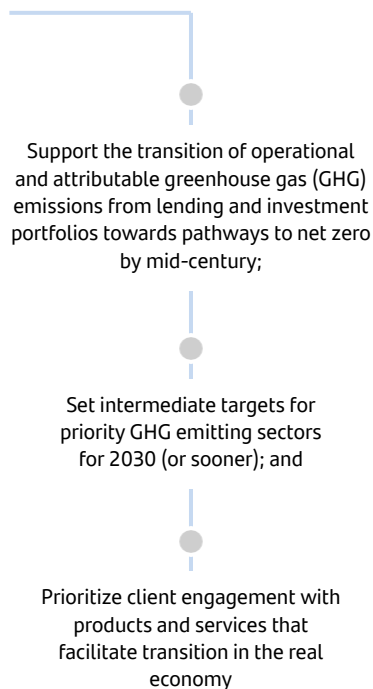 Support the transition of operational
and attributable greenhouse gas (GHG)
emissions from lending and investment
portfolios towards pathways to net zero
by mid-century;
Set intermediate targets for
priority GHG emitting sectors
for 2030 (or sooner); and
Prioritize client engagement with
products and services that
facilitate transition in the real
economy